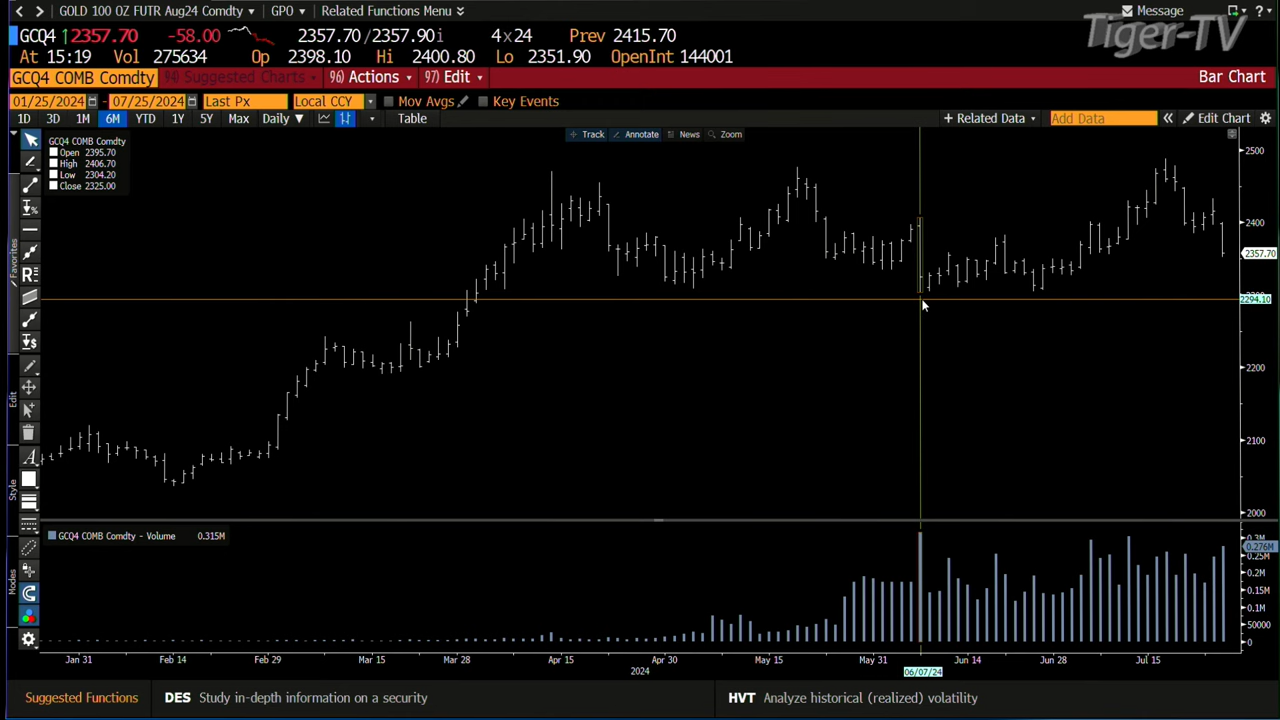 GOLD 100 OZ FUTR Aug24 Comdty GPO Related Functions Menu Message
Tiger-TV
GCQ4 ↑2357.70 -58.00 2357.70/2357.90i 4x24 Prev 2415.70
At 15:19 275634 Op 2398.10 Hi 2400.80 Lo 2351.90 OpenInt 144001
GCQ4 COMB Comdty 94) Suggested Charts 96) Actions 97) Edit Bar Chart
01/25/2024 - 07/25/2024 Last Px Local CCY Mov Avgs Key Events
1D 3D 1M 6M YTD 1Y 5Y Max Daily ▼ Table + Related Data Add Data « Edit Chart
Track Annotate News Zoom
GCQ4 COMB Comdty
Open 2395.70
High 2406.70
Low 2304.20
Close 2325.00
Favorites
Edit
Style
Modes
2500
2400
2357.70
2294.10
2200
2100
2000
GCQ4 COMB Comdty - Volume 0.315M
0.3M
0.276M
0.25M
0.2M
0.15M
0.1M
50000
0
Jan 31 Feb 14 Feb 29 Mar 15 Mar 28 Apr 15 Apr 30 May 15 May 31 Jun 14 Jun 28 Jul 15
2024 06/07/24
Suggested Functions DES Study in-depth information on a security HVT Analyze historical (realized) volatility